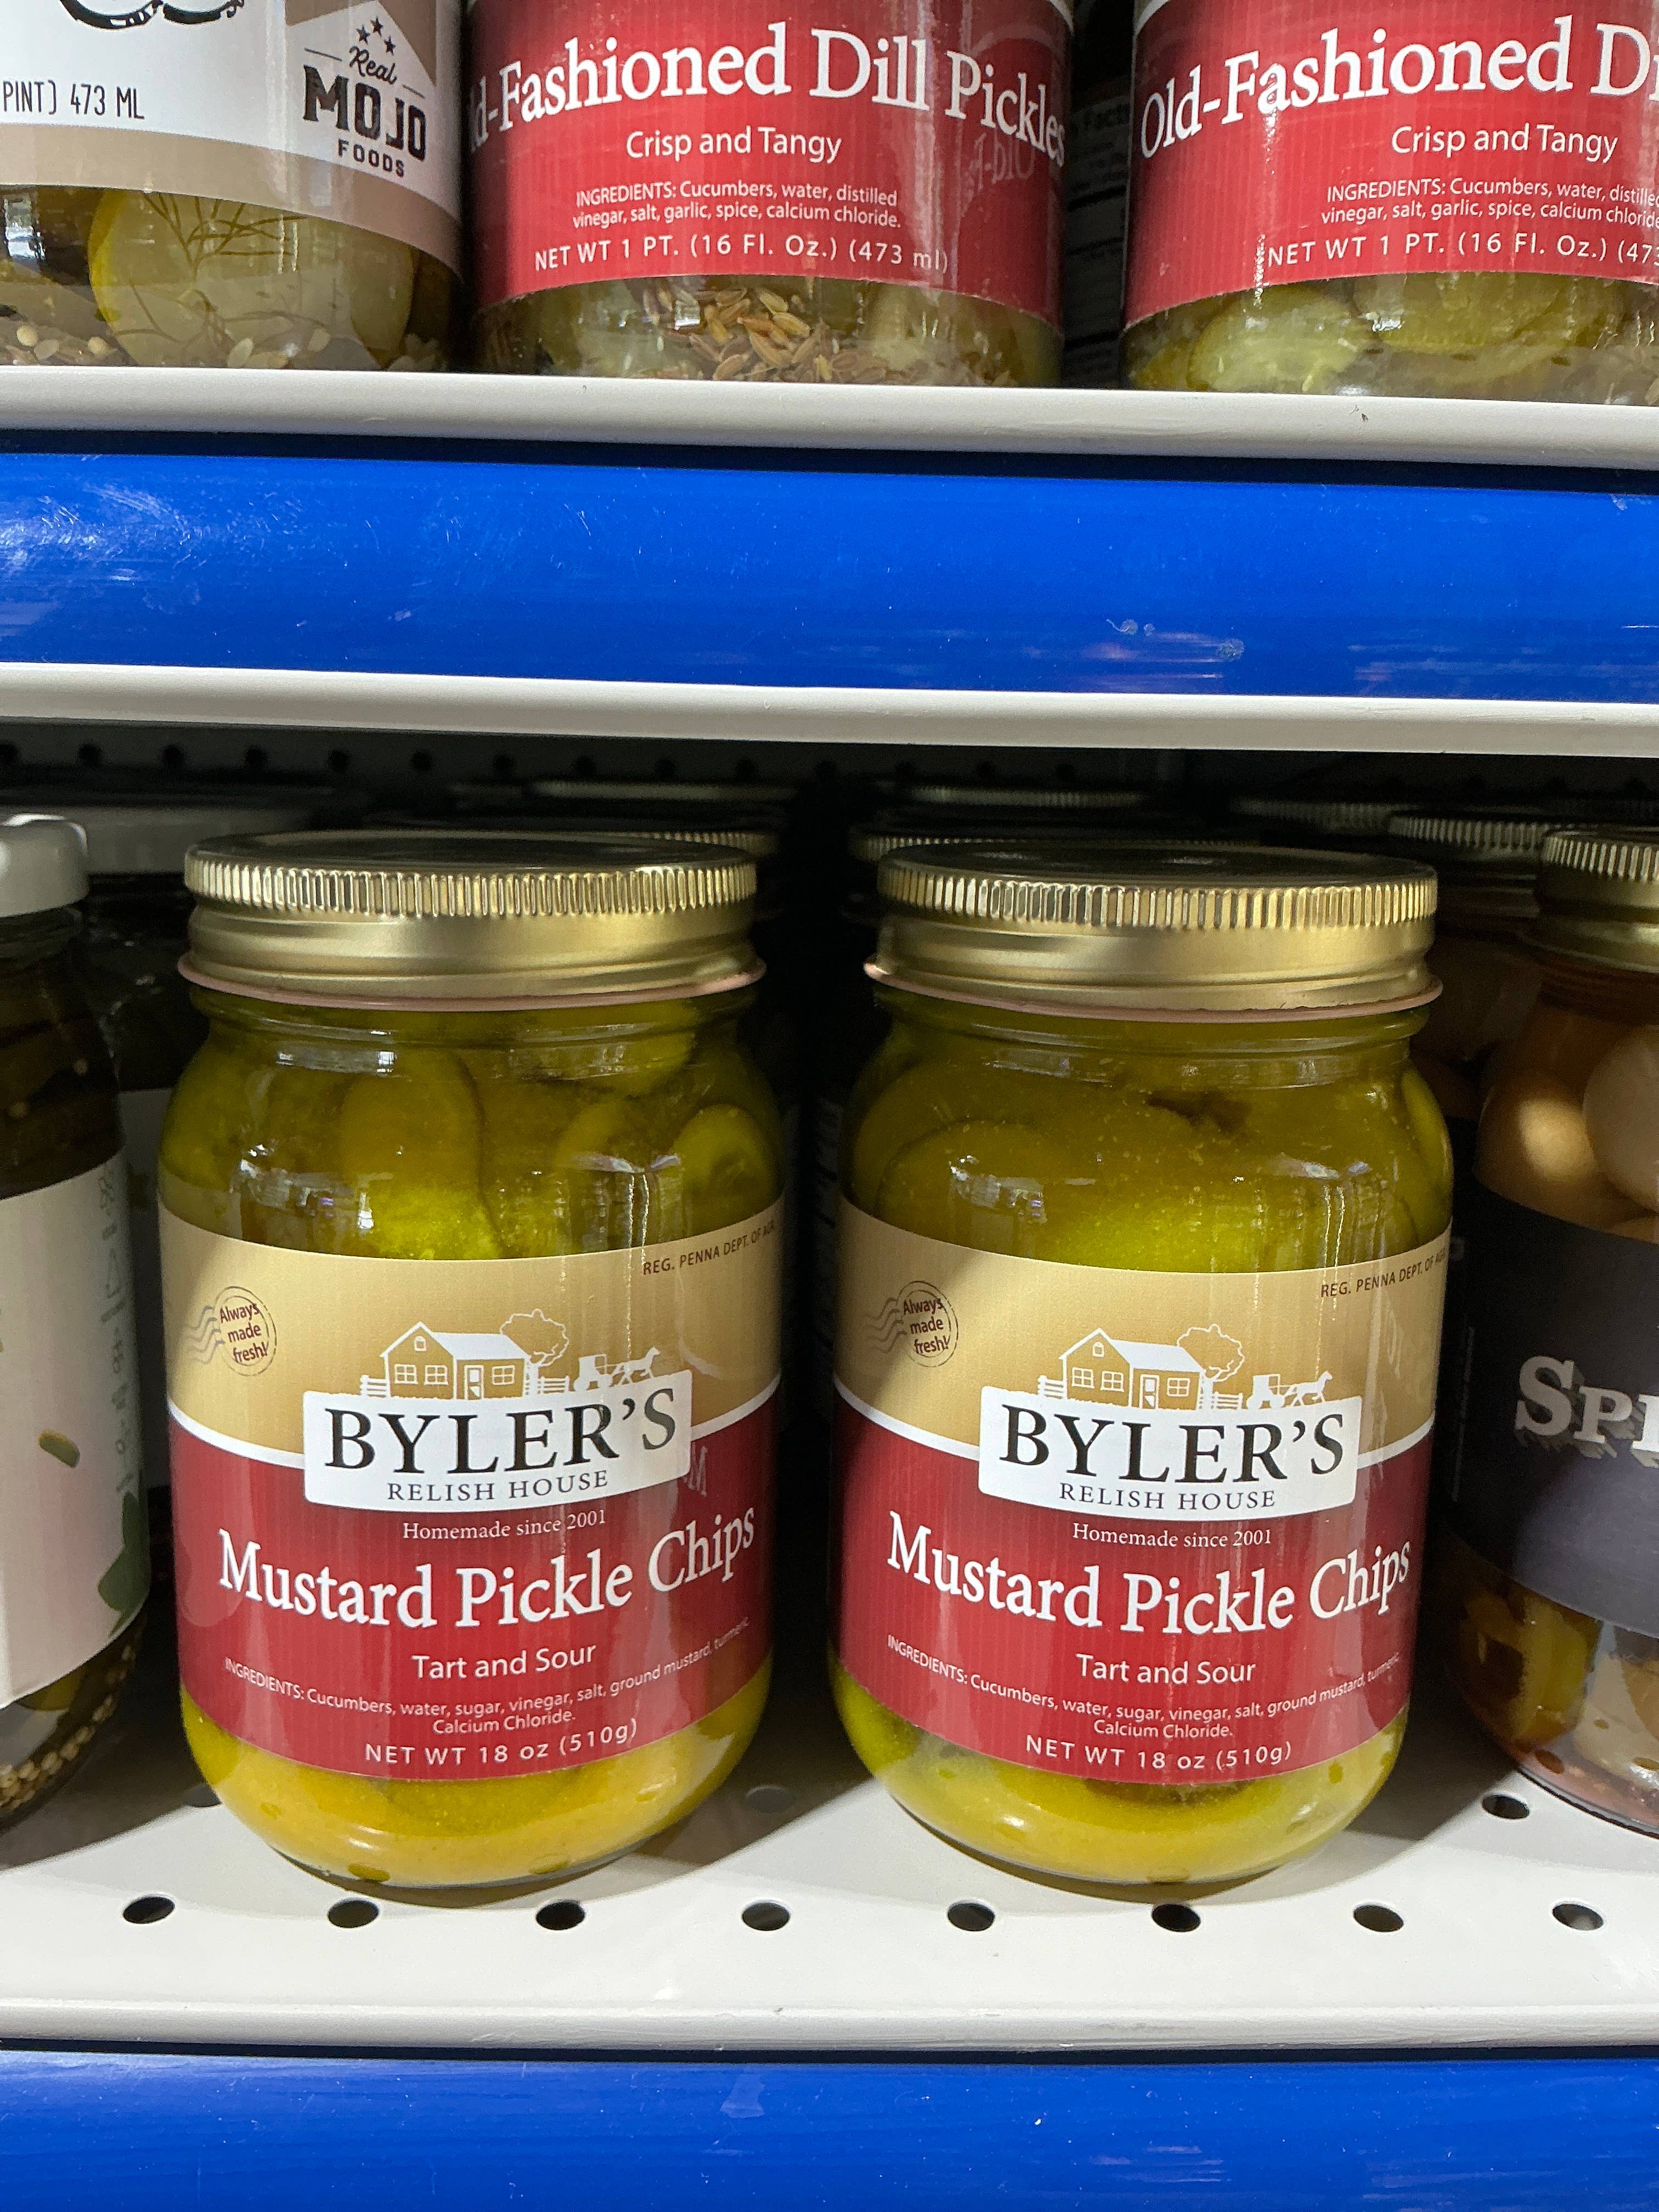 PINT) 473 ML
Real
MOJO
FOODS
d-Fashioned Dill Pickles
Crisp and Tangy
INGREDIENTS: Cucumbers, water, distilled
vinegar, salt, garlic, spice, calcium chloride.
NET WT 1 PT. (16 Fl. Oz.) (473 ml)
Old-Fashioned D
Crisp and Tangy
INGREDIENTS: Cucumbers, water, distille
vinegar, salt, garlic, spice, calcium chloride
NET WT 1 PT. (16 Fl. Oz.) (473
REG. PENNA DEPT. OF AGR.
Always
made
fresh!
BYLER'S
RELISH HOUSE
Homemade since 2001
Mustard Pickle Chips
Tart and Sour
INGREDIENTS: Cucumbers, water, sugar, vinegar, salt, ground mustard, turmeric,
Calcium Chloride.
NET WT 18 oz (510g)
REG. PENNA DEPT. OF AGR.
Always
made
fresh!
BYLER'S
RELISH HOUSE
Homemade since 2001
Mustard Pickle Chips
Tart and Sour
INGREDIENTS: Cucumbers, water, sugar, vinegar, salt, ground mustard, turmeric,
Calcium Chloride.
NET WT 18 oz (510g)
SPI